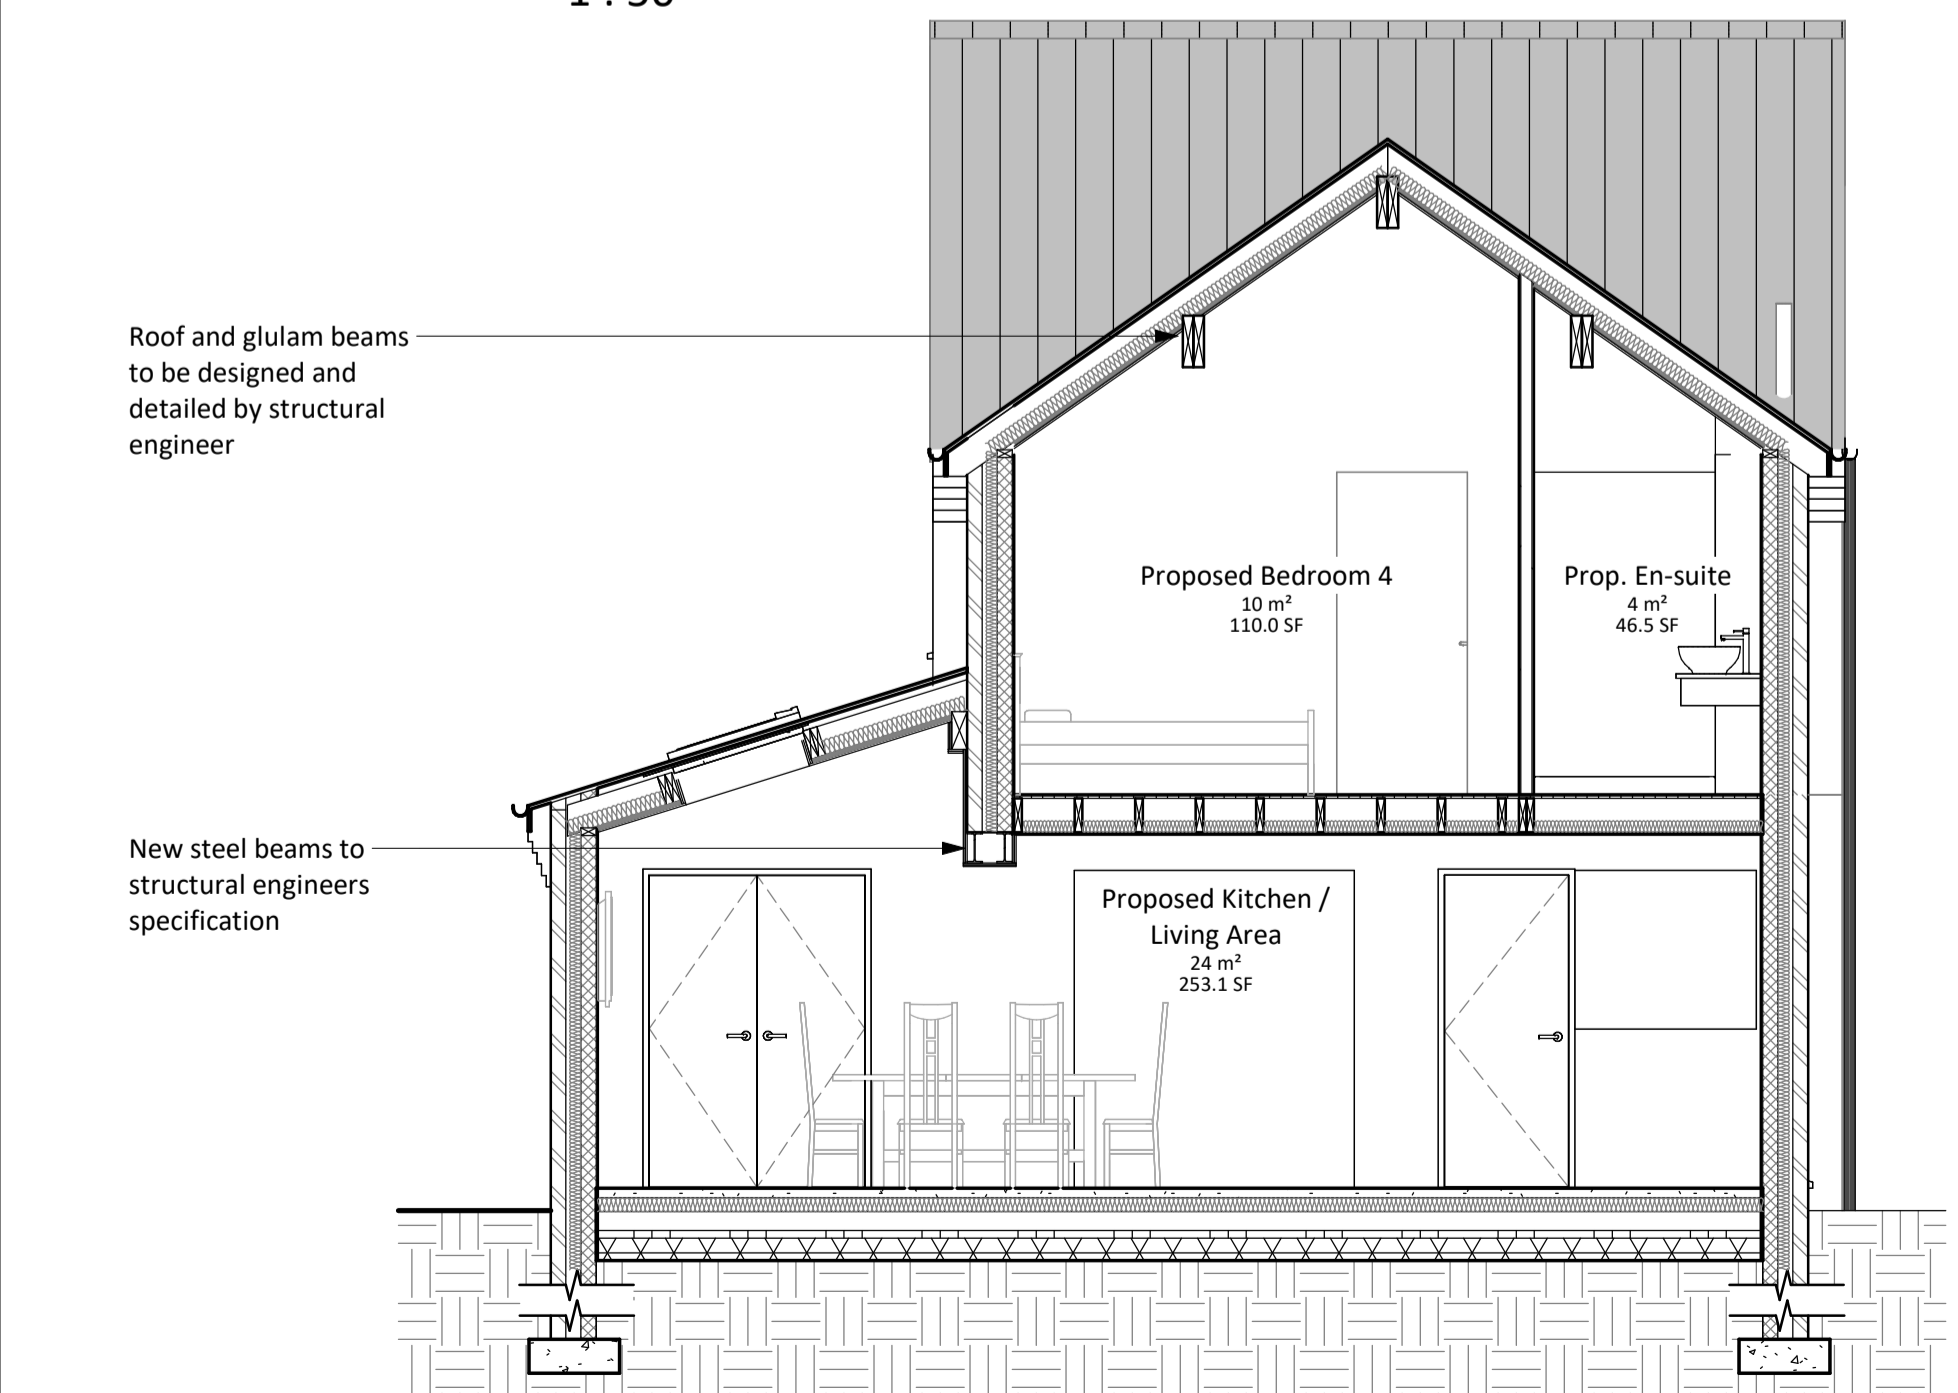 Roof and glulam beams
to be designed and
detailed by structural
engineer
Proposed Bedroom 4
10 m²
110.0 SF
Prop. En-suite
4 m²
46.5 SF
New steel beams to
structural engineers
specification
Proposed Kitchen /
Living Area
24 m²
253.1 SF